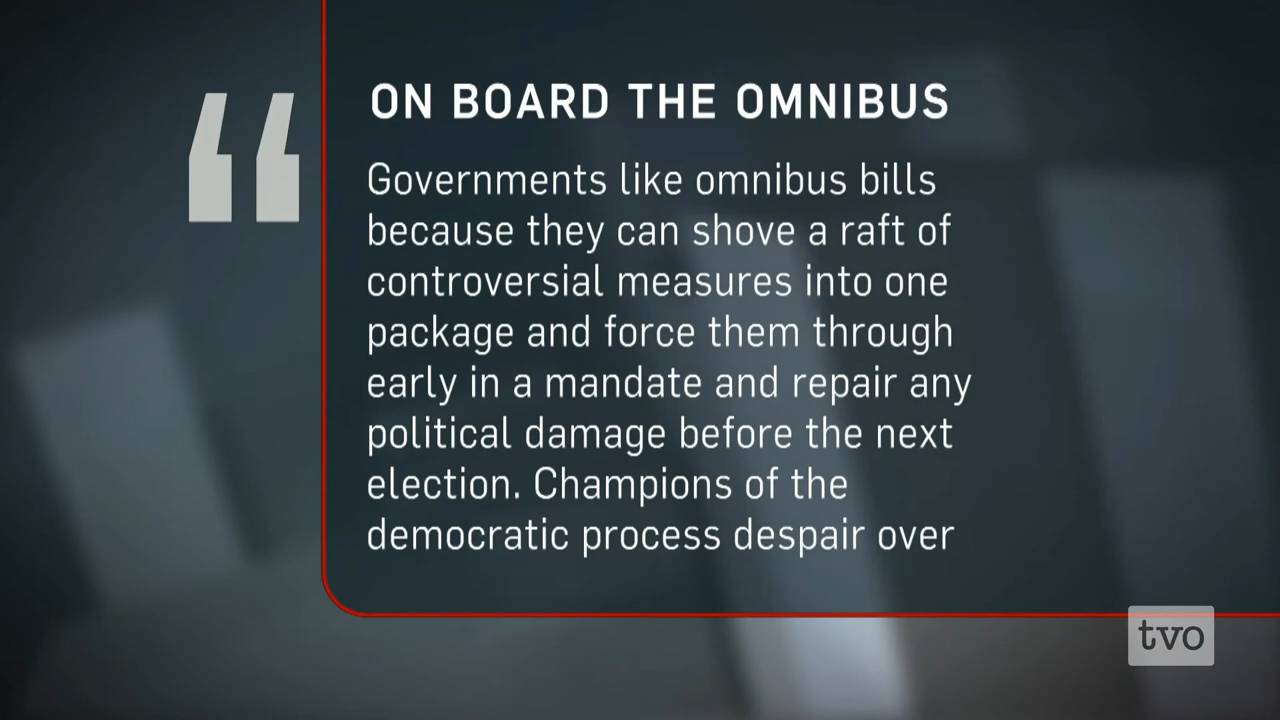 “
ON BOARD THE OMNIBUS
Governments like omnibus bills
because they can shove a raft of
controversial measures into one
package and force them through
early in a mandate and repair any
political damage before the next
election. Champions of the
democratic process despair over
tvo